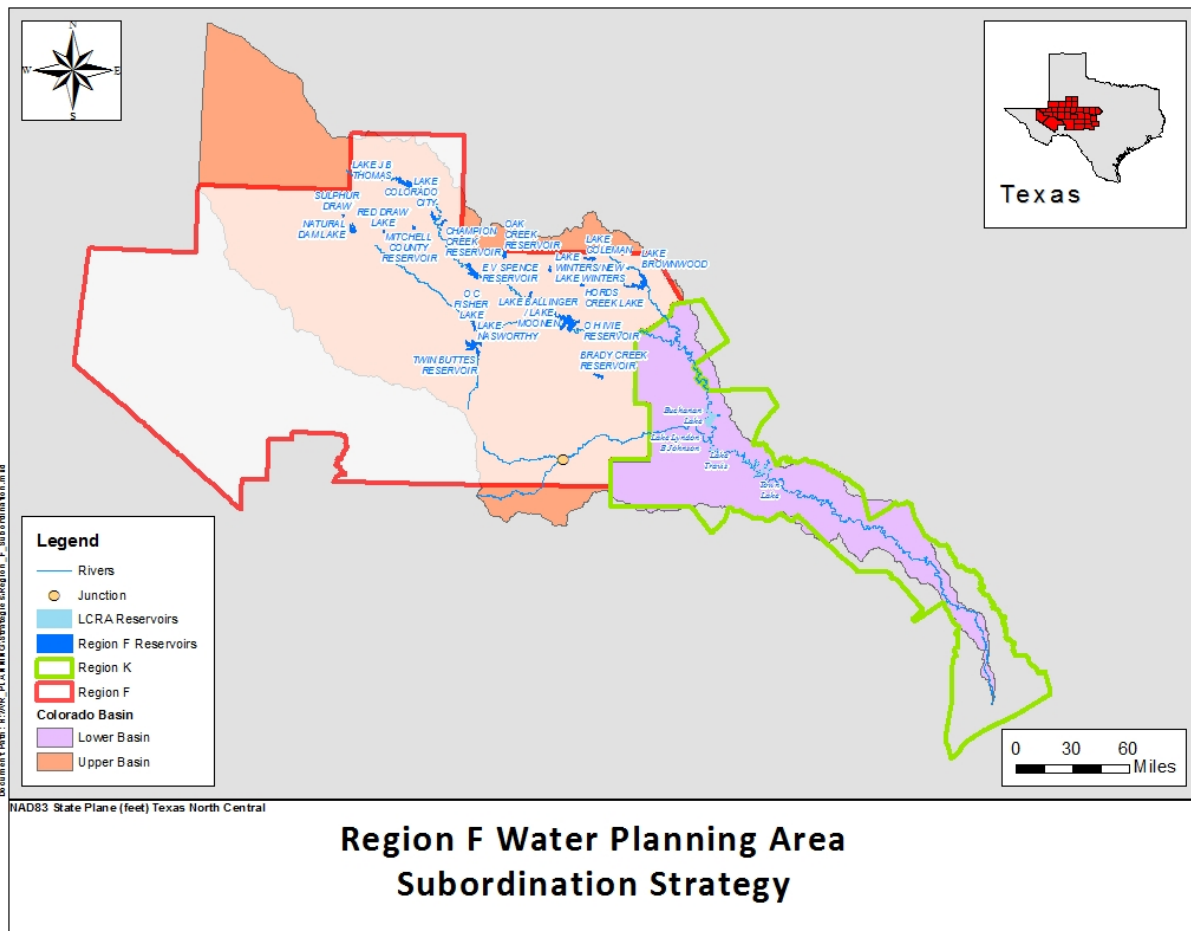 N
W
E
S
Texas
LAKE J B
THOMAS
LAKE
COLORADO
CITY
SULPHUR
DRAW
RED DRAW
LAKE
NATURAL
DAM LAKE
MITCHELL
COUNTY
RESERVOIR
CHAMPION
CREEK
RESERVOIR
OAK
CREEK
RESERVOIR
LAKE
COLEMAN
LAKE
BROWNWOOD
E V SPENCE
RESERVOIR
LAKE
WINTERS/NEW
LAKE WINTERS
HORDS
CREEK LAKE
O C
FISHER
LAKE
LAKE BALLINGER
/ LAKE
MOONEN
LAKE
NASWORTHY
O H IVIE
RESERVOIR
TWIN BUTTES
RESERVOIR
BRADY CREEK
RESERVOIR
Buchanan
Lake
Lake Lyndon
B Johnson
Lake
Travis
Town
Lake
Legend
Rivers
Junction
LCRA Reservoirs
Region F Reservoirs
Region K
Region F
Colorado Basin
Lower Basin
Upper Basin
0 30 60
Miles
NAD83 State Plane (feet) Texas North Central
Region F Water Planning Area
Subordination Strategy